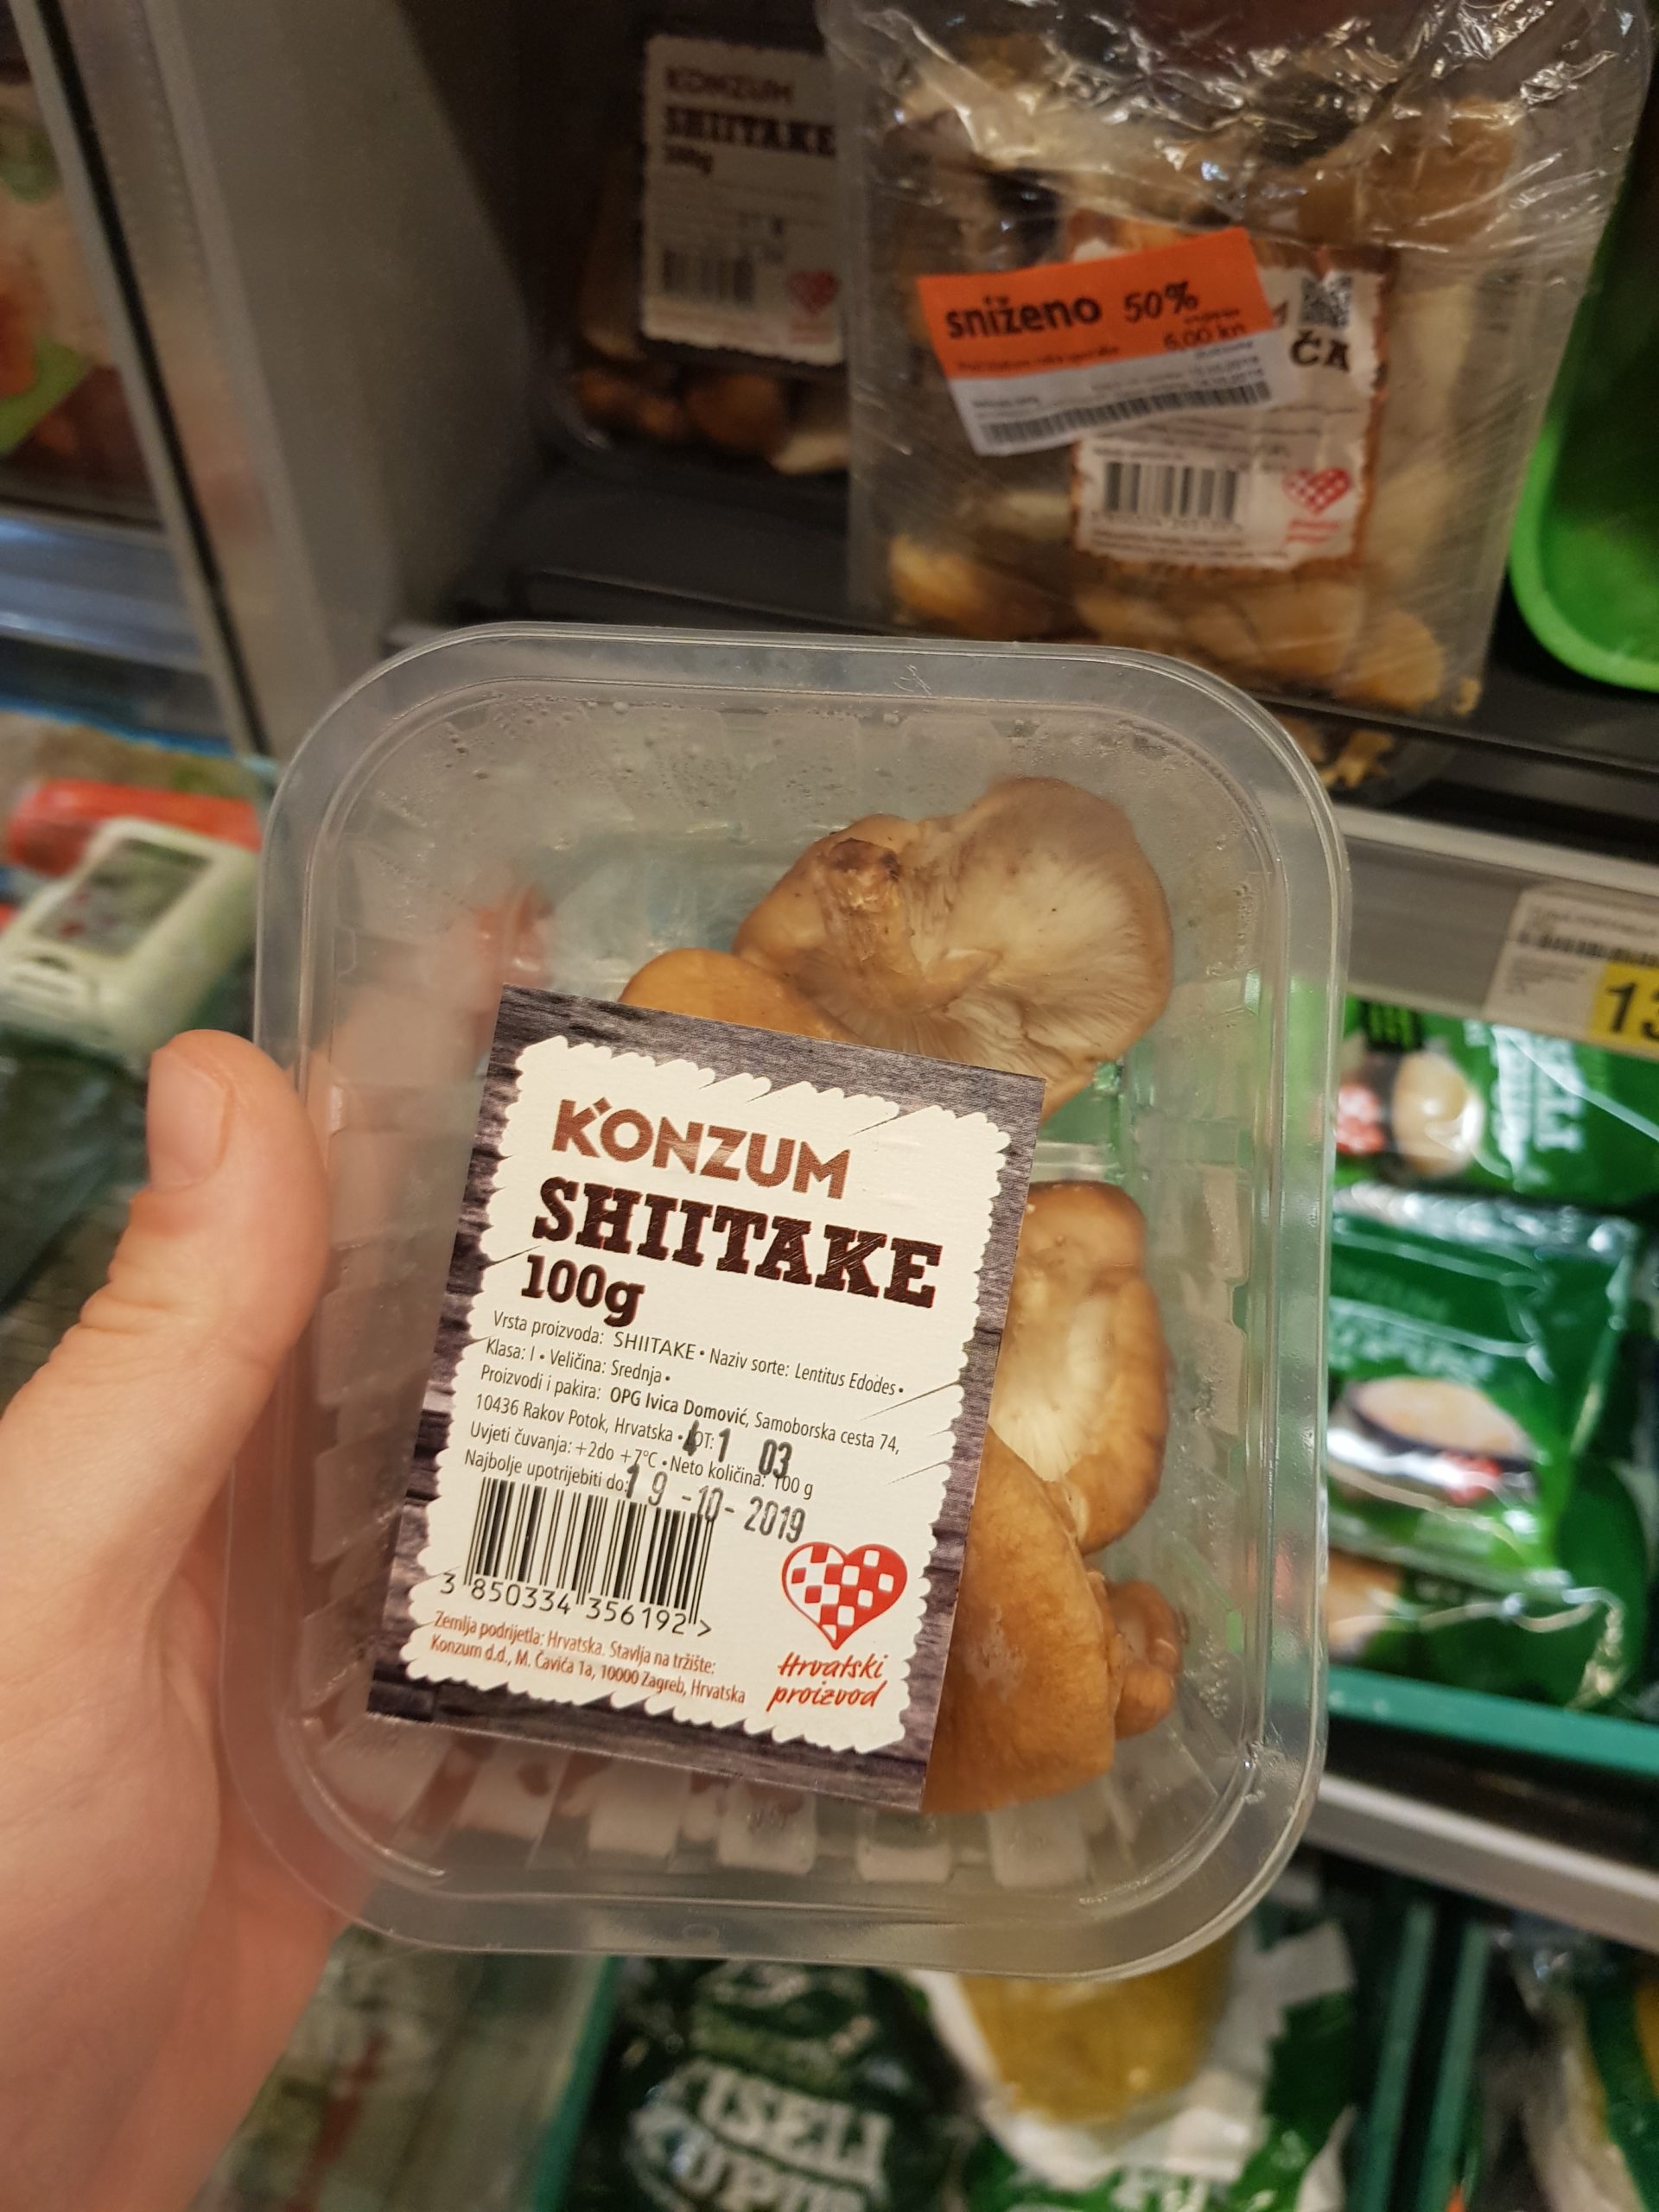 KONZUM
SHIITAKE
100g
sniženo 50%
6,00 kn
ČA
13
KONZUM
SHIITAKE
100g
Vrsta proizvoda: SHIITAKE • Naziv sorte: Lentitus Edodes •
Klasa: I • Veličina: Srednja •
Proizvodi i pakira: OPG Ivica Domović, Samoborska cesta 74,
10436 Rakov Potok, Hrvatska • LOT: 1 03
Uvjeti čuvanja: +2do +7°C • Neto količina: 100 g
Najbolje upotrijebiti do: 19-10-2019
3 850334 356192 >
Zemlja podrijetla: Hrvatska. Stavlja na tržište:
Konzum d.d., M. Čavića 1a, 10000 Zagreb, Hrvatska
Hrvatski
proizvod